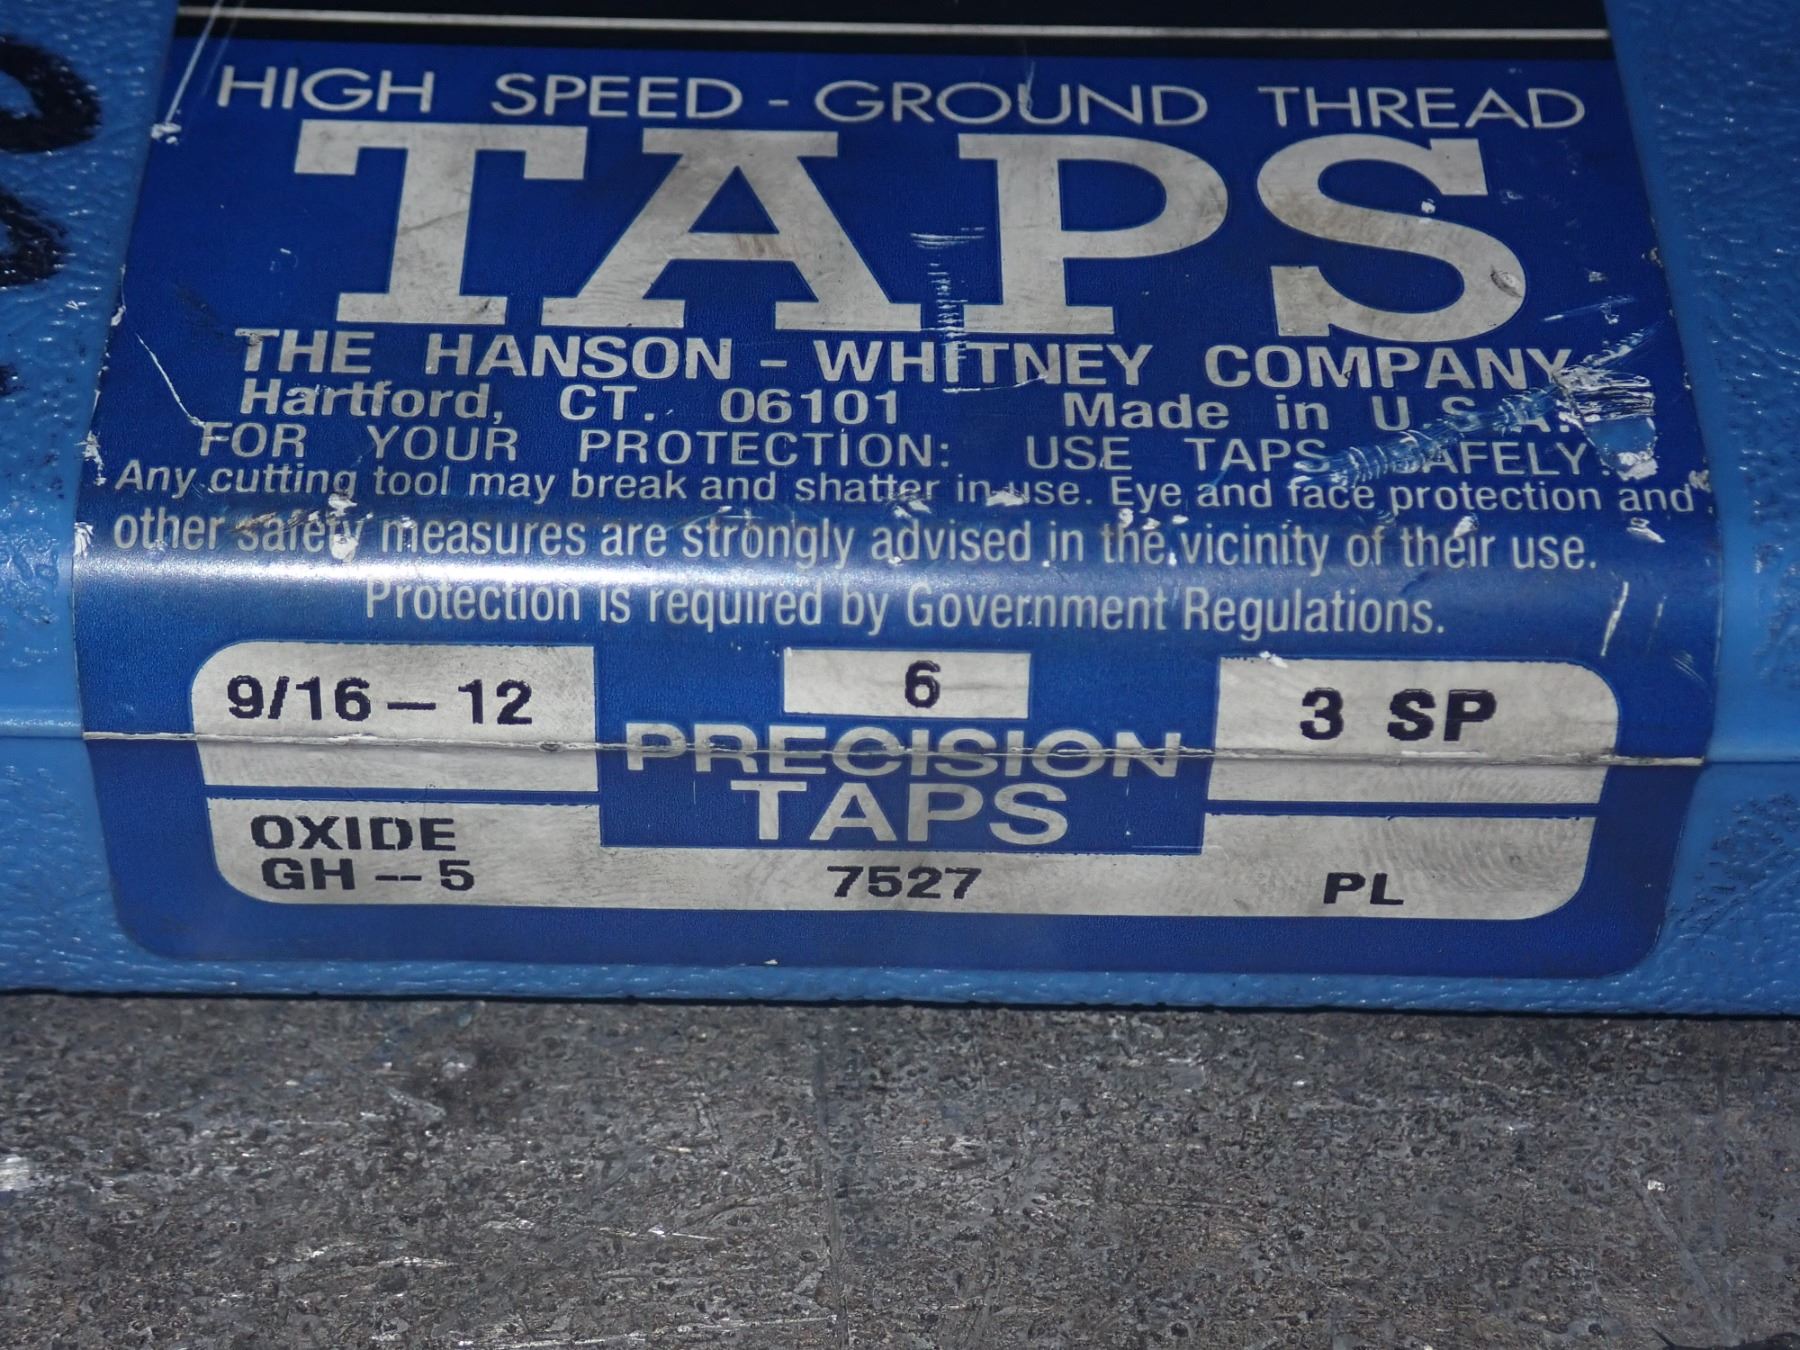 HIGH SPEED - GROUND THREAD
TAPS
THE HANSON - WHITNEY COMPANY
Hartford, CT. 06101 Made in U.S.A.
FOR YOUR PROTECTION: USE TAPS SAFELY!
Any cutting tool may break and shatter in use. Eye and face protection and
other safety measures are strongly advised in the vicinity of their use.
Protection is required by Government Regulations.
9/16 - 12 6 3 SP
PRECISION
TAPS
OXIDE
GH -- 5 7527 PL